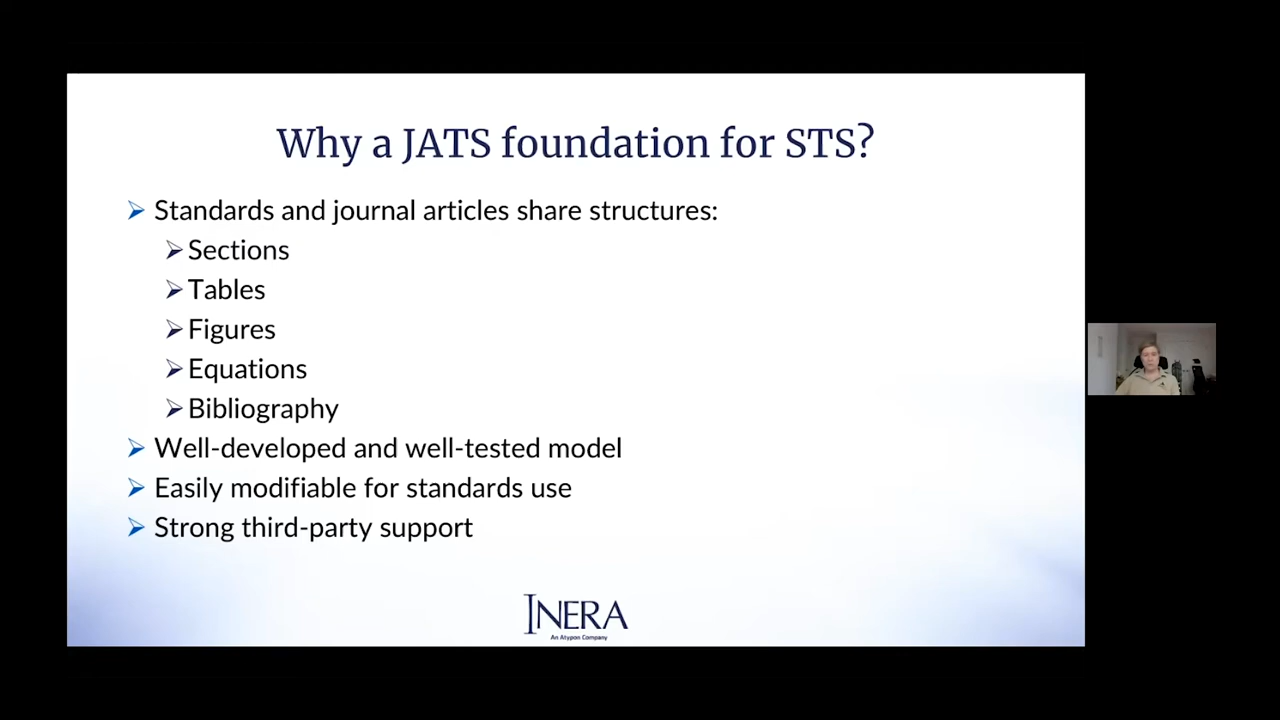 Why a JATS foundation for STS?
Standards and journal articles share structures:
Sections
Tables
Figures
Equations
Bibliography
Well-developed and well-tested model
Easily modifiable for standards use
Strong third-party support
INERA
An Atypon Company